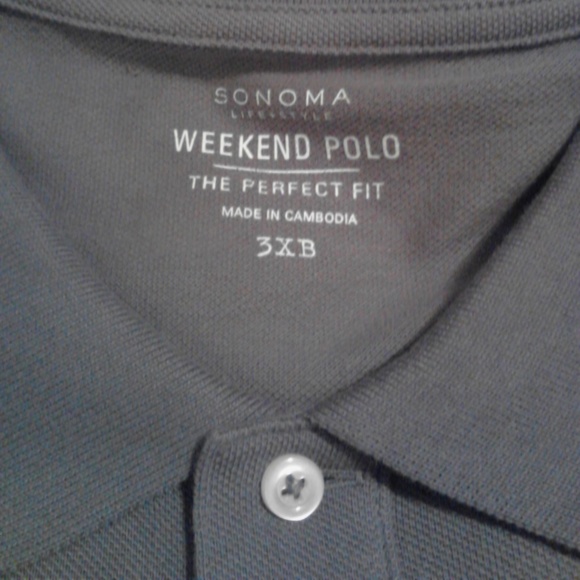 SONOMA
LIFE+STYLE
WEEKEND POLO
THE PERFECT FIT
MADE IN CAMBODIA
3XB